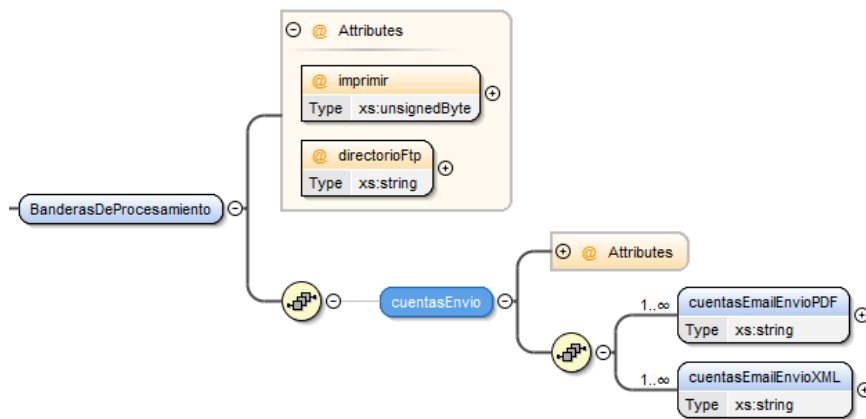 @ Attributes
@ imprimir
Type xs:unsignedByte
@ directorioFtp
Type xs:string
BanderasDeProcesamiento
@ Attributes
cuentasEnvio
1..∞ cuentasEmailEnvioPDF
Type xs:string
1..∞ cuentasEmailEnvioXML
Type xs:string